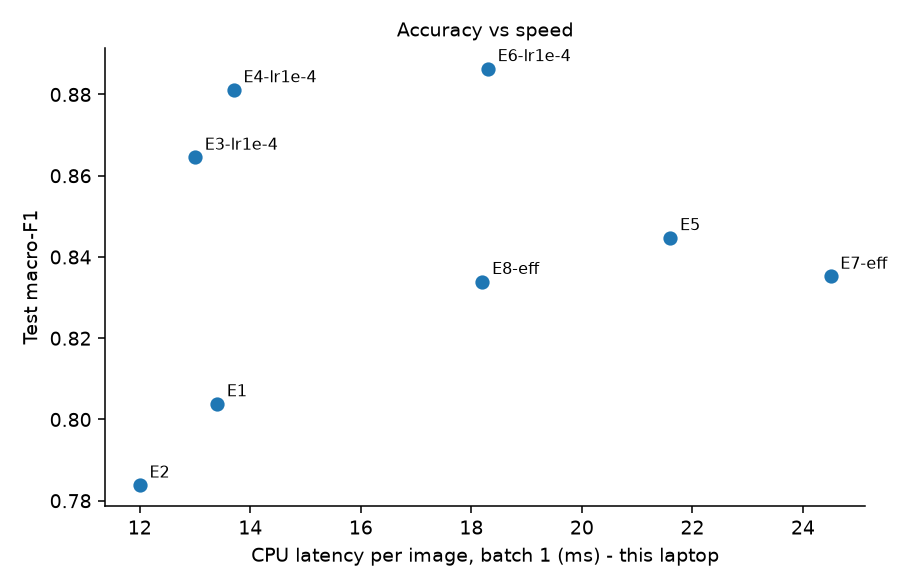 Accuracy vs speed
E6-lr1e-4
E4-lr1e-4
E3-lr1e-4
E5
E8-eff
E7-eff
E1
E2
Test macro-F1
0.88
0.86
0.84
0.82
0.80
0.78
12 14 16 18 20 22 24
CPU latency per image, batch 1 (ms) - this laptop